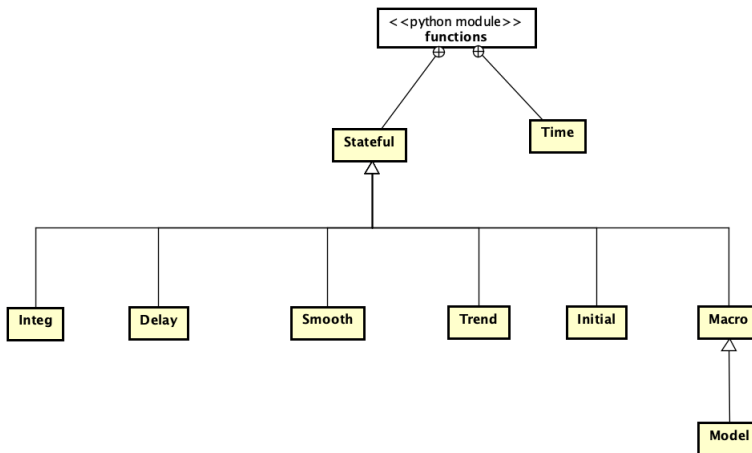 <<python module>>
functions
Stateful
Time
Integ
Delay
Smooth
Trend
Initial
Macro
Model